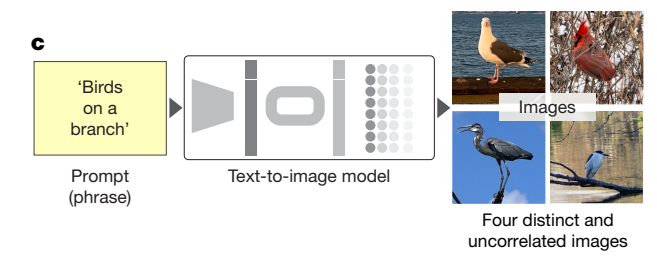 c
‘Birds
on a
branch’
Prompt
(phrase)
Text-to-image model
Images
Four distinct and
uncorrelated images